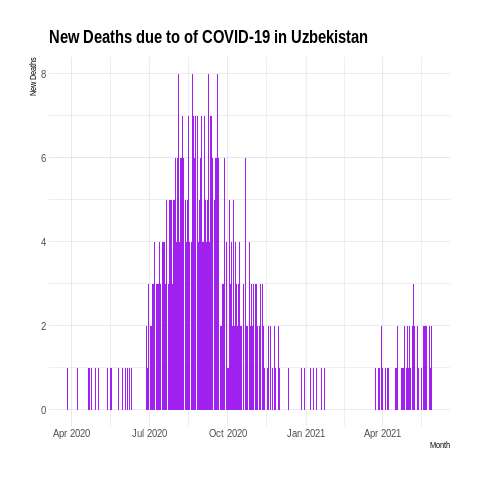 New Deaths due to of COVID-19 in Uzbekistan
New Deaths
8
6
4
2
0
Apr 2020 Jul 2020 Oct 2020 Jan 2021 Apr 2021
Month